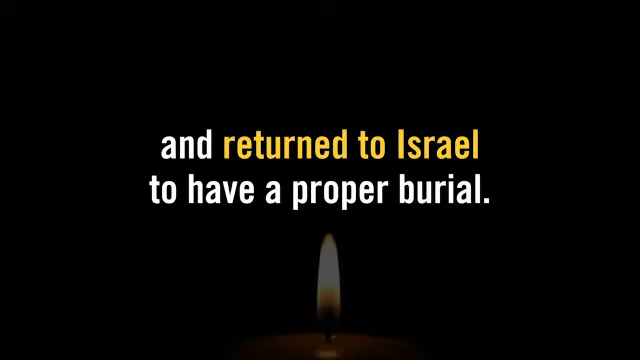 and returned to Israel
to have a proper burial.